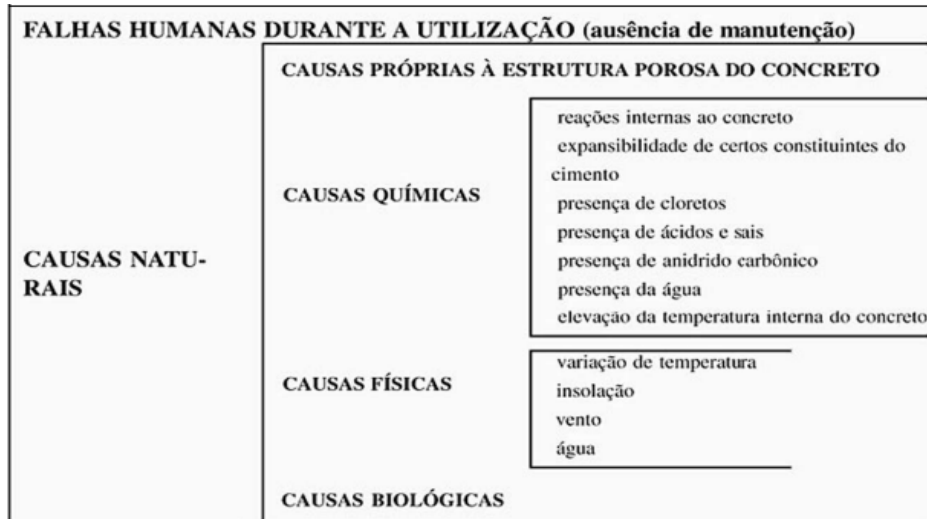 FALHAS HUMANAS DURANTE A UTILIZAÇÃO (ausência de manutenção)
CAUSAS PRÓPRIAS À ESTRUTURA POROSA DO CONCRETO
CAUSAS NATU-
RAIS
CAUSAS QUÍMICAS
reações internas ao concreto
expansibilidade de certos constituintes do
cimento
presença de cloretos
presença de ácidos e sais
presença de anidrido carbônico
presença da água
elevação da temperatura interna do concreto
CAUSAS FÍSICAS
variação de temperatura
insolação
vento
água
CAUSAS BIOLÓGICAS